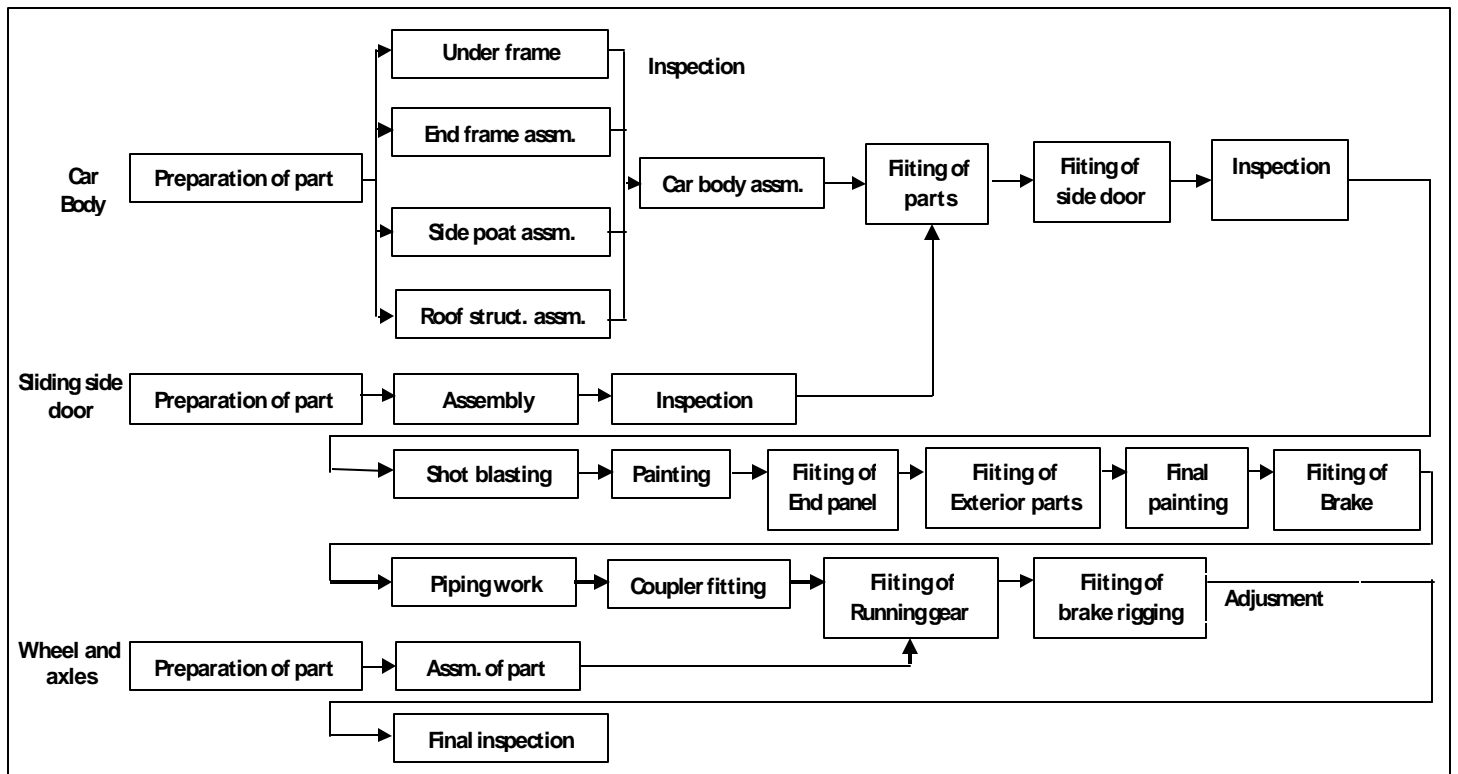 Under frame
Inspection
End frame assm.
Car
Body
Preparation of part
Car body assm.
Fiiting of
parts
Fiiting of
side door
Inspection
Side poat assm.
Roof struct. assm.
Sliding side
door
Preparation of part
Assembly
Inspection
Shot blasting
Painting
Fiiting of
End panel
Fiiting of
Exterior parts
Final
painting
Fiiting of
Brake
Piping work
Coupler fitting
Fiiting of
Running gear
Fiiting of
brake rigging
Adjusment
Wheel and
axles
Preparation of part
Assm. of part
Final inspection